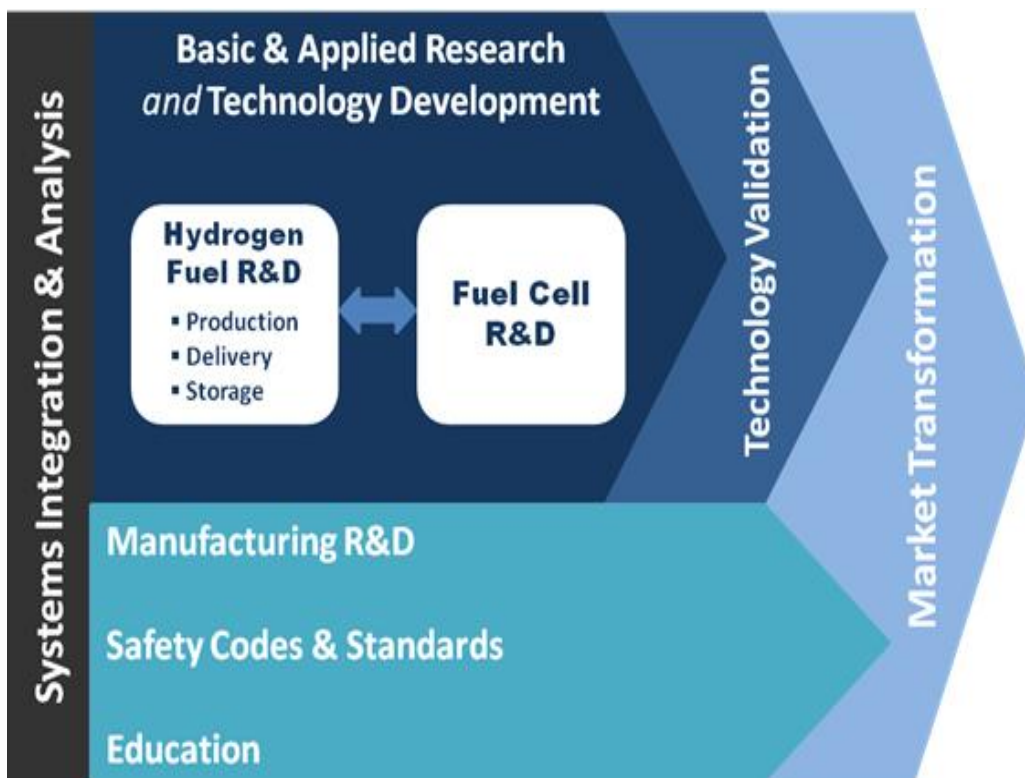 Systems Integration & Analysis
Basic & Applied Research
and Technology Development
Hydrogen
Fuel R&D
▪ Production
▪ Delivery
▪ Storage
Fuel Cell
R&D
Technology Validation
Market Transformation
Manufacturing R&D
Safety Codes & Standards
Education